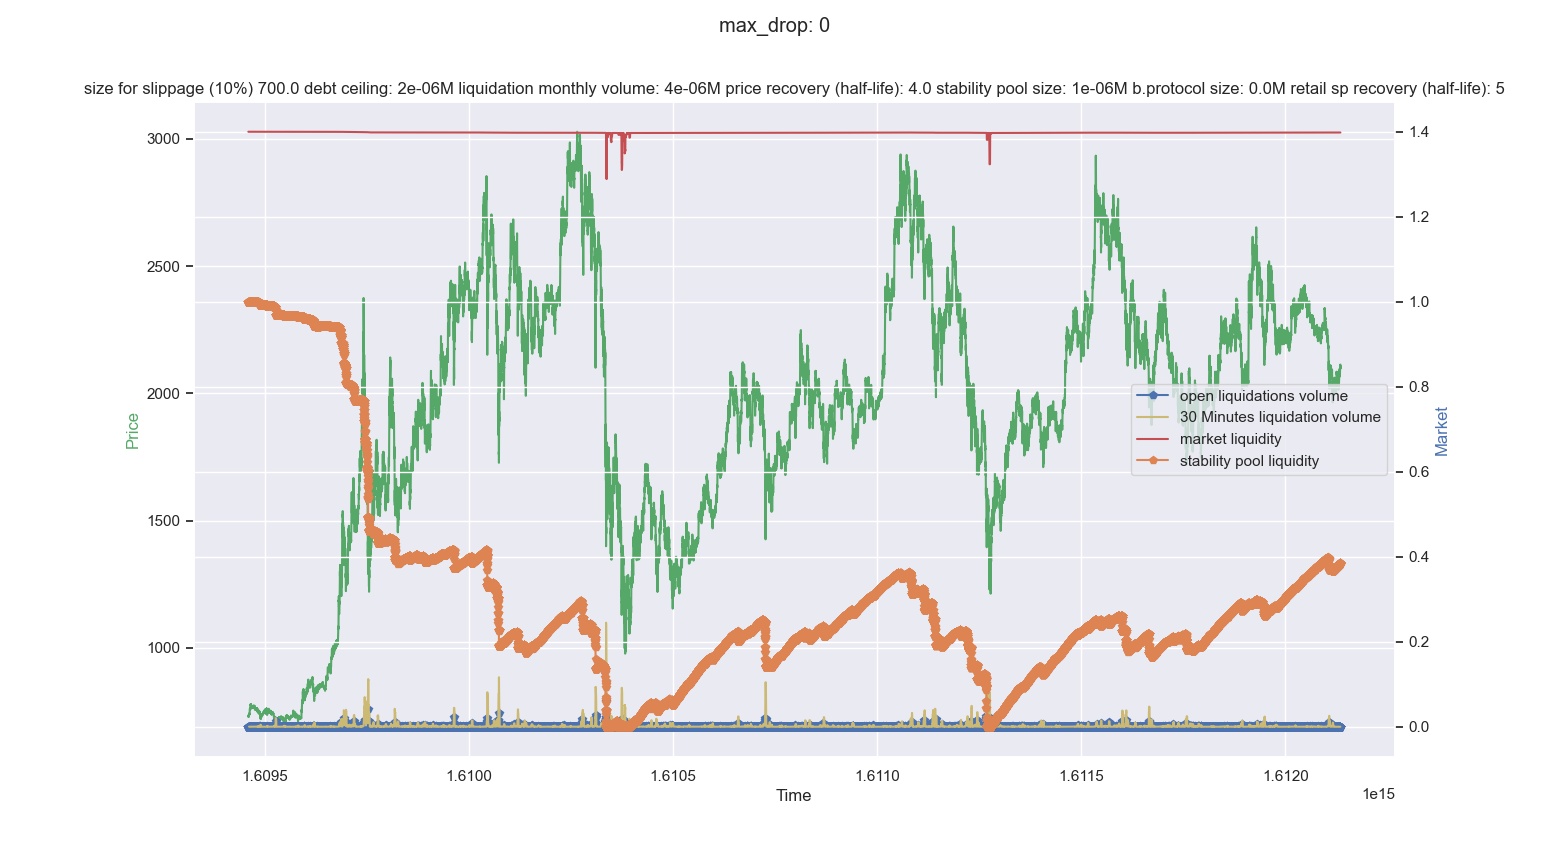 max_drop: 0
size for slippage (10%) 700.0 debt ceiling: 2e-06M liquidation monthly volume: 4e-06M price recovery (half-life): 4.0 stability pool size: 1e-06M b.protocol size: 0.0M retail sp recovery (half-life): 5
3000
2500
2000
1500
1000
Price
1.4
1.2
1.0
0.8
0.6
0.4
0.2
0.0
Market
open liquidations volume
30 Minutes liquidation volume
market liquidity
stability pool liquidity
1.6095 1.6100 1.6105 1.6110 1.6115 1.6120
Time
1e15